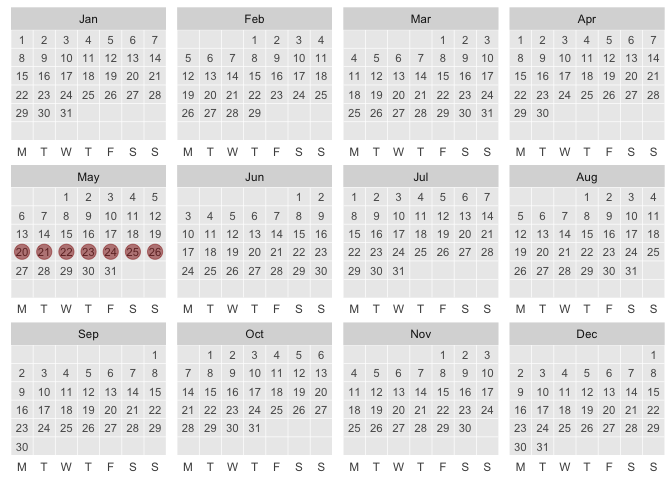 Jan Feb Mar Apr
1 2 3 4 5 6 7 1 2 3 4 1 2 3 1 2 3 4 5 6 7
8 9 10 11 12 13 14 5 6 7 8 9 10 11 4 5 6 7 8 9 10 8 9 10 11 12 13 14
15 16 17 18 19 20 21 12 13 14 15 16 17 18 11 12 13 14 15 16 17 15 16 17 18 19 20 21
22 23 24 25 26 27 28 19 20 21 22 23 24 25 18 19 20 21 22 23 24 22 23 24 25 26 27 28
29 30 31 26 27 28 29 25 26 27 28 29 30 31 29 30
M T W T F S S M T W T F S S M T W T F S S M T W T F S S
May Jun Jul Aug
1 2 3 4 5 1 2 1 2 3 4 5 6 7 1 2 3 4
6 7 8 9 10 11 12 3 4 5 6 7 8 9 8 9 10 11 12 13 14 5 6 7 8 9 10 11
13 14 15 16 17 18 19 10 11 12 13 14 15 16 15 16 17 18 19 20 21 12 13 14 15 16 17 18
20 21 22 23 24 25 26 17 18 19 20 21 22 23 22 23 24 25 26 27 28 19 20 21 22 23 24 25
27 28 29 30 31 24 25 26 27 28 29 30 29 30 31 26 27 28 29 30 31
M T W T F S S M T W T F S S M T W T F S S M T W T F S S
Sep Oct Nov Dec
1 1 2 3 4 5 6 1 2 3 1
2 3 4 5 6 7 8 7 8 9 10 11 12 13 4 5 6 7 8 9 10 2 3 4 5 6 7 8
9 10 11 12 13 14 15 14 15 16 17 18 19 20 11 12 13 14 15 16 17 9 10 11 12 13 14 15
16 17 18 19 20 21 22 21 22 23 24 25 26 27 18 19 20 21 22 23 24 16 17 18 19 20 21 22
23 24 25 26 27 28 29 28 29 30 31 25 26 27 28 29 30 23 24 25 26 27 28 29
30 30 31
M T W T F S S M T W T F S S M T W T F S S M T W T F S S